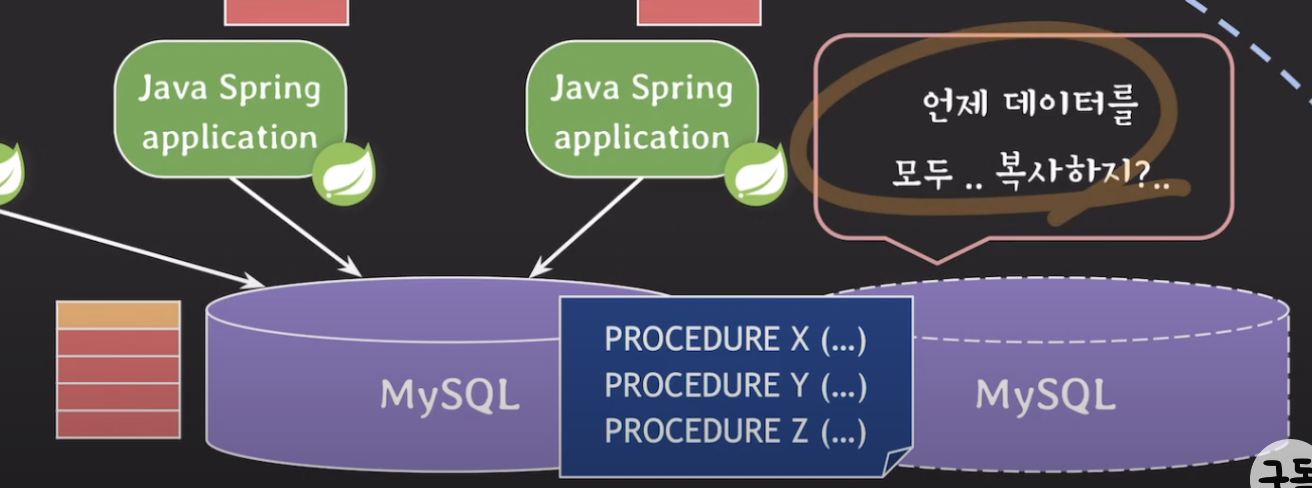 Java Spring
application
Java Spring
application
언제 데이터를
모두 .. 복사하지?..
MySQL
PROCEDURE X (...)
PROCEDURE Y (...)
PROCEDURE Z (...)
MySQL